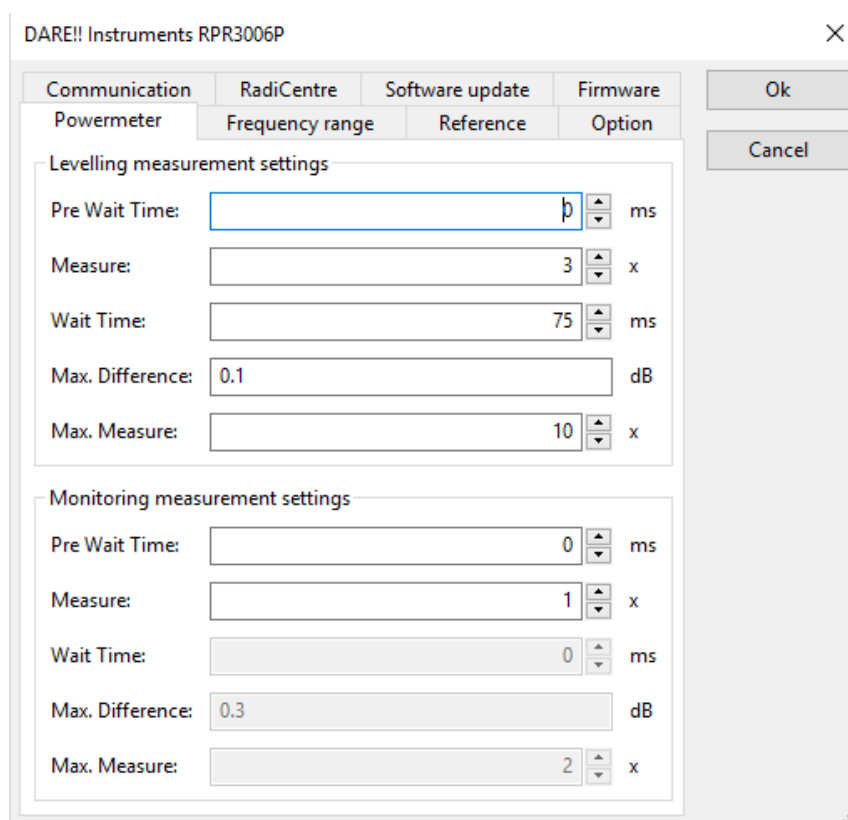 DARE!! Instruments RPR3006P
Communication RadiCentre Software update Firmware
Powermeter Frequency range Reference Option
Ok
Cancel
Levelling measurement settings
Pre Wait Time: 0 ms
Measure: 3 x
Wait Time: 75 ms
Max. Difference: 0.1 dB
Max. Measure: 10 x
Monitoring measurement settings
Pre Wait Time: 0 ms
Measure: 1 x
Wait Time: 0 ms
Max. Difference: 0.3 dB
Max. Measure: 2 x